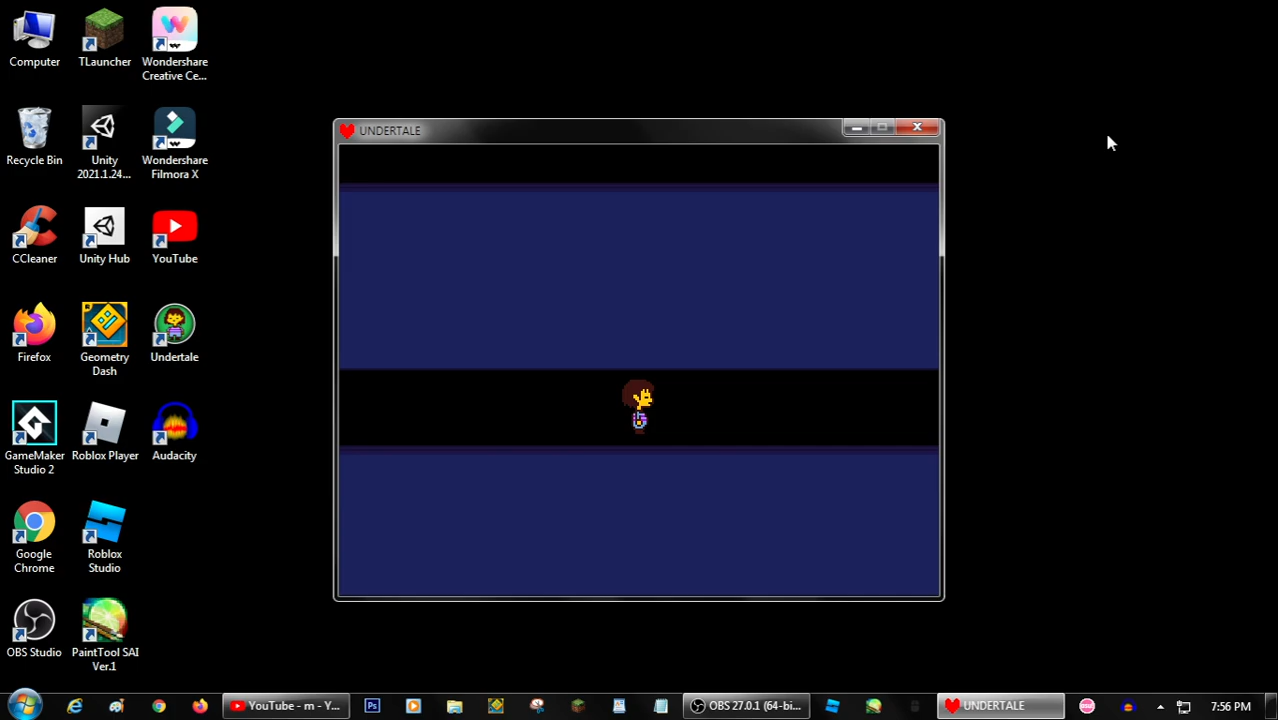 Computer
TLauncher
Wondershare
Creative Ce...
Recycle Bin
Unity
2021.1.24...
Wondershare
Filmora X
CCleaner
Unity Hub
YouTube
Firefox
Geometry
Dash
Undertale
GameMaker
Studio 2
Roblox Player
Audacity
Google
Chrome
Roblox
Studio
OBS Studio
PaintTool SAI
Ver.1
UNDERTALE
YouTube - m - Y...
Ps
OBS 27.0.1 (64-bi...
UNDERTALE
7:56 PM